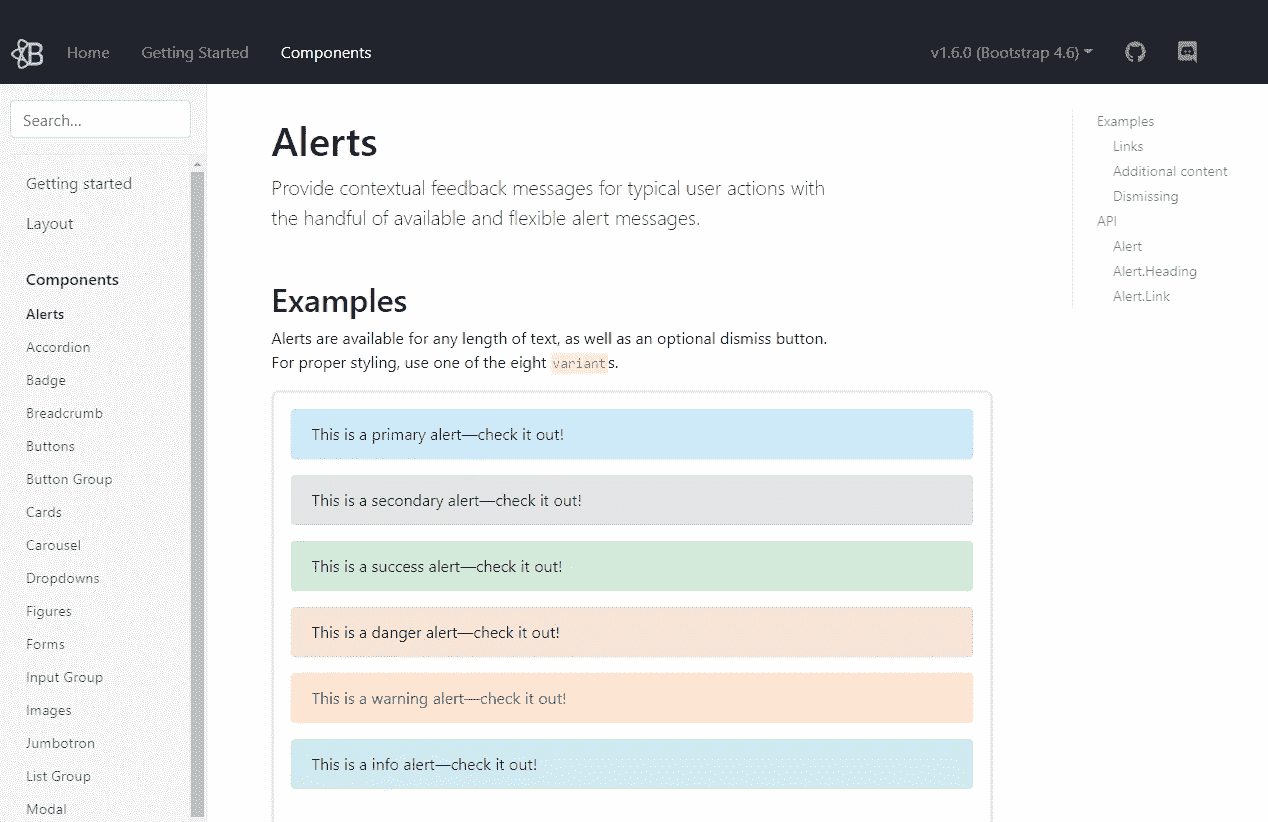 B
Home
Getting Started
Components
v1.6.0 (Bootstrap 4.6)
Search...
Getting started
Layout
Components
Alerts
Accordion
Badge
Breadcrumb
Buttons
Button Group
Cards
Carousel
Dropdowns
Figures
Forms
Input Group
Images
Jumbotron
List Group
Modal
Alerts
Provide contextual feedback messages for typical user actions with
the handful of available and flexible alert messages.
Examples
Alerts are available for any length of text, as well as an optional dismiss button.
For proper styling, use one of the eight variants.
This is a primary alert—check it out!
This is a secondary alert—check it out!
This is a success alert—check it out!
This is a danger alert—check it out!
This is a warning alert—check it out!
This is a info alert—check it out!
Examples
Links
Additional content
Dismissing
API
Alert
Alert.Heading
Alert.Link